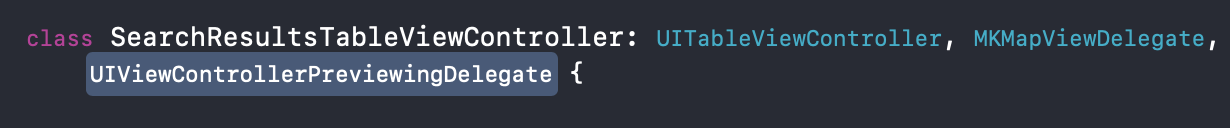 class SearchResultsTableViewController: UITableViewController, MKMapViewDelegate,
UIViewControllerPreviewingDelegate {